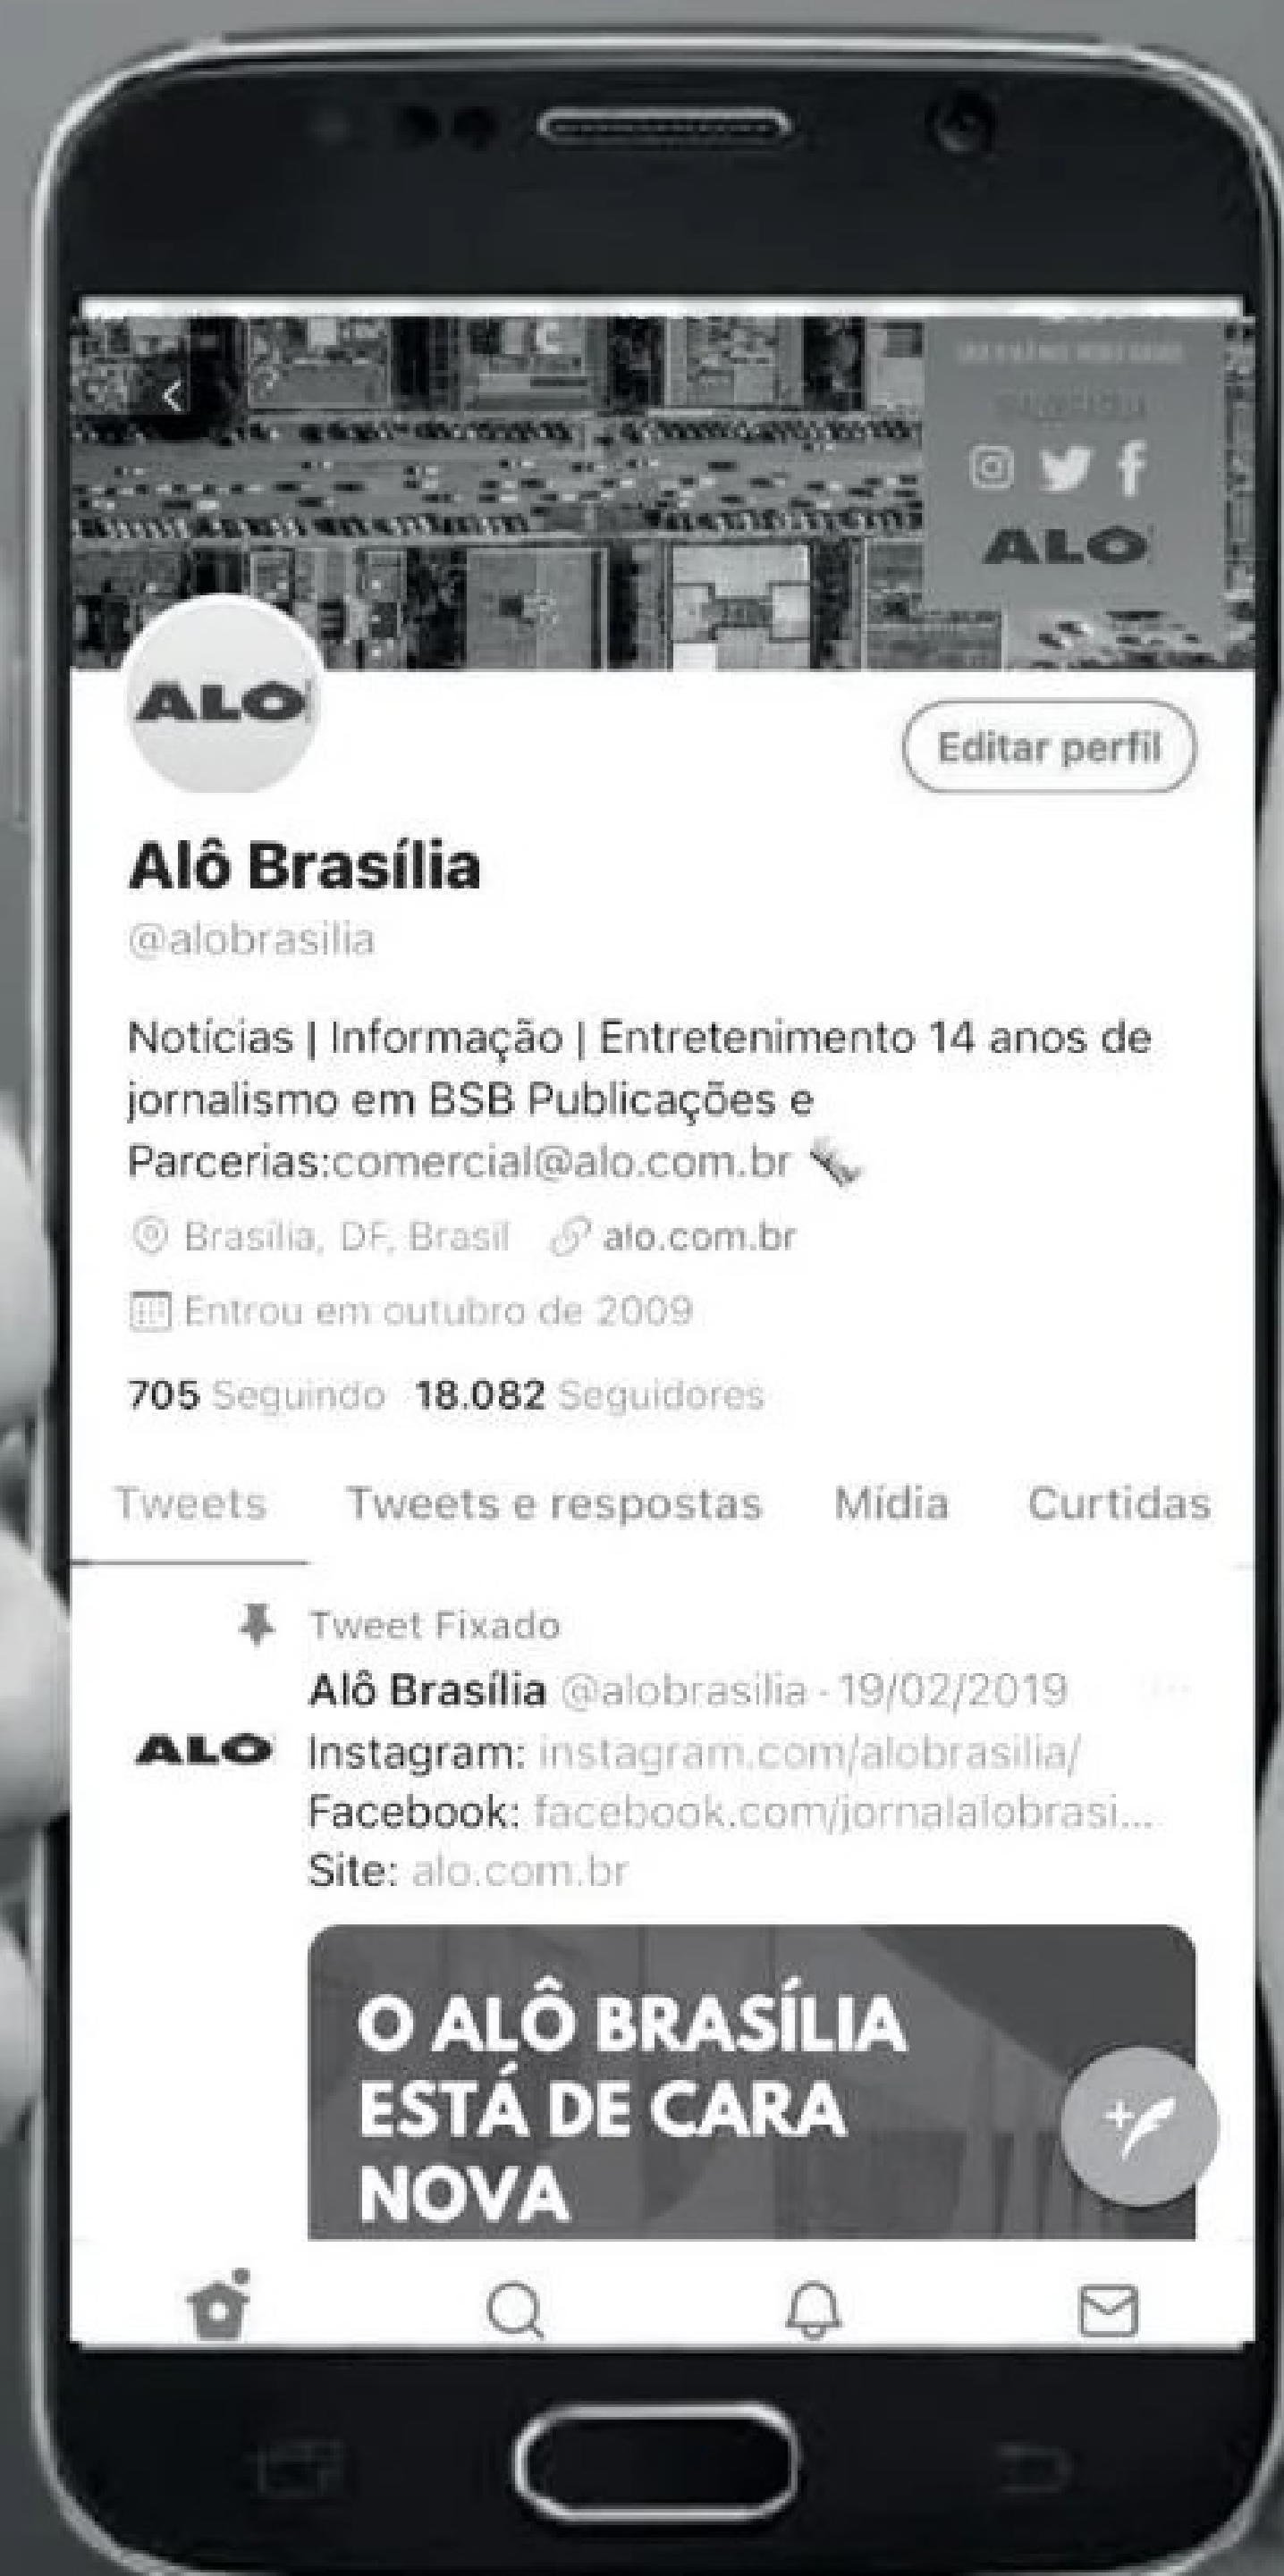 ALÔ
ALÔ
Editar perfil
Alô Brasília
@alobrasilia
Notícias | Informação | Entretenimento 14 anos de
jornalismo em BSB Publicações e
Parcerias:comercial@alo.com.br
Brasília, DF, Brasil alo.com.br
Entrou em outubro de 2009
705 Seguindo 18.082 Seguidores
Tweets Tweets e respostas Mídia Curtidas
Tweet Fixado
Alô Brasília @alobrasilia · 19/02/2019
ALÔ Instagram: instagram.com/alobrasilia/
Facebook: facebook.com/jornalalobrasi...
Site: alo.com.br
O ALÔ BRASÍLIA
ESTÁ DE CARA
NOVA